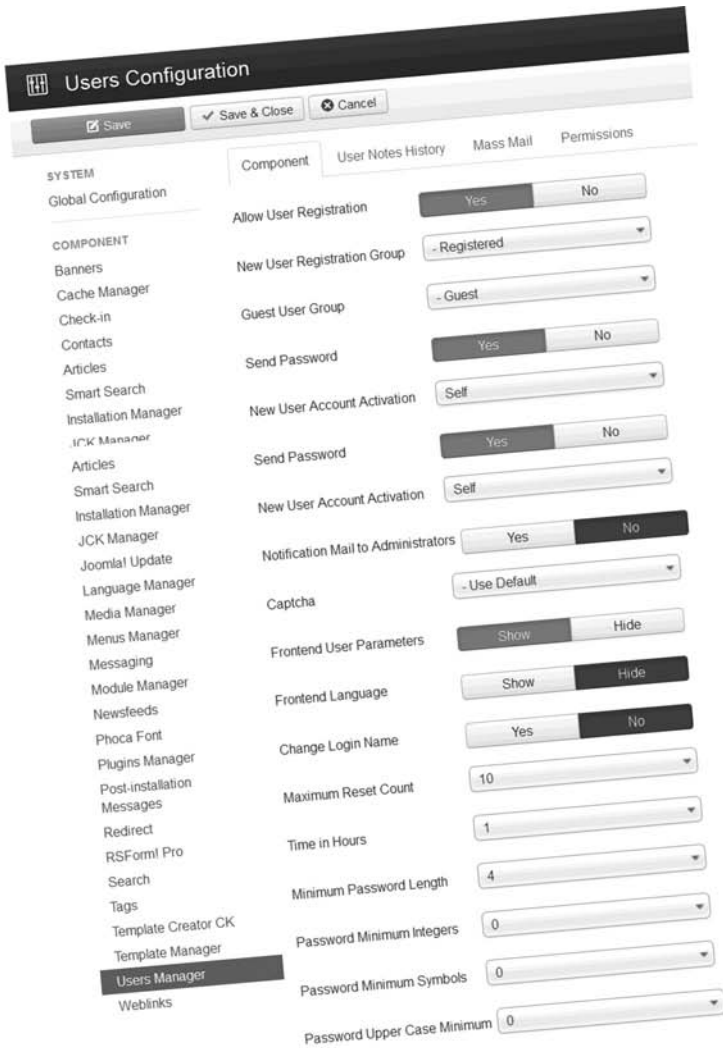 Users Configuration
Save
Save & Close
Cancel
SYSTEM
Global Configuration
COMPONENT
Banners
Cache Manager
Check-in
Contacts
Articles
Smart Search
Installation Manager
JCK Manager
Articles
Smart Search
Installation Manager
JCK Manager
Joomla! Update
Language Manager
Media Manager
Menus Manager
Messaging
Module Manager
Newsfeeds
Phoca Font
Plugins Manager
Post-installation
Messages
Redirect
RSForm! Pro
Search
Tags
Template Creator CK
Template Manager
Users Manager
Weblinks
Component User Notes History Mass Mail Permissions
Allow User Registration Yes No
New User Registration Group - Registered
Guest User Group - Guest
Send Password Yes No
New User Account Activation Self
Send Password Yes No
New User Account Activation Self
Notification Mail to Administrators Yes No
Captcha - Use Default
Frontend User Parameters Show Hide
Frontend Language Show Hide
Change Login Name Yes No
Maximum Reset Count 10
Time in Hours 1
Minimum Password Length 4
Password Minimum Integers 0
Password Minimum Symbols 0
Password Upper Case Minimum 0